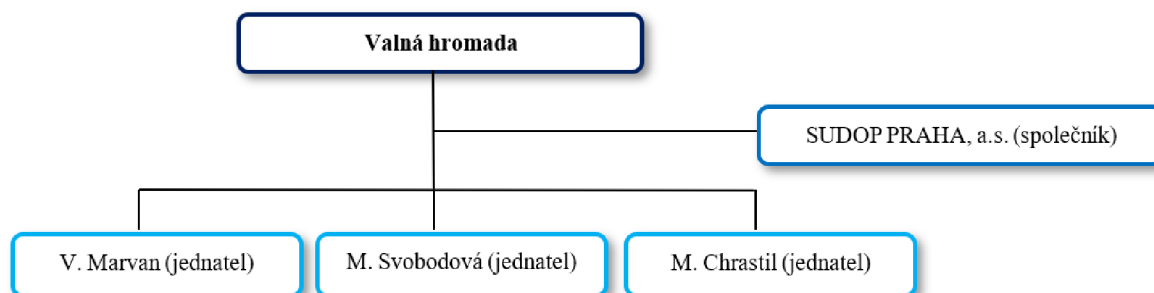 Valná hromada
SUDOP PRAHA, a.s. (společník)
V. Marvan (jednatel)
M. Svobodová (jednatel)
M. Chrastil (jednatel)